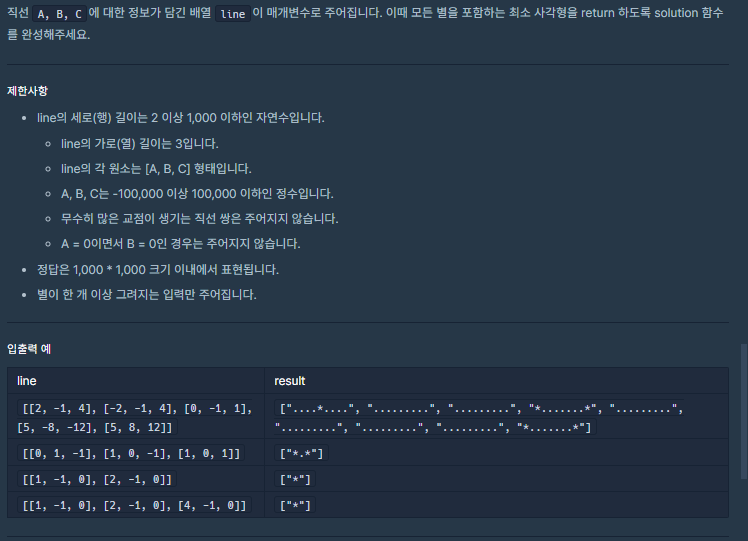 직선 A, B, C 에 대한 정보가 담긴 배열 line 이 매개변수로 주어집니다. 이때 모든 별을 포함하는 최소 사각형을 return 하도록 solution 함수
를 완성해주세요.
제한사항
• line의 세로(행) 길이는 2 이상 1,000 이하인 자연수입니다.
◦ line의 가로(열) 길이는 3입니다.
◦ line의 각 원소는 [A, B, C] 형태입니다.
◦ A, B, C는 -100,000 이상 100,000 이하인 정수입니다.
◦ 무수히 많은 교점이 생기는 직선 쌍은 주어지지 않습니다.
◦ A = 0이면서 B = 0인 경우는 주어지지 않습니다.
• 정답은 1,000 * 1,000 크기 이내에서 표현됩니다.
• 별이 한 개 이상 그려지는 입력만 주어집니다.
입출력 예
line result
[[2, -1, 4], [-2, -1, 4], [0, -1, 1],
[5, -8, -12], [5, 8, 12]]
["....*....", ".........", ".........", "*.......*", ".........",
".........", ".........", ".........", "*.......*"]
[[0, 1, -1], [1, 0, -1], [1, 0, 1]] ["*.*"]
[[1, -1, 0], [2, -1, 0]] ["*"]
[[1, -1, 0], [2, -1, 0], [4, -1, 0]] ["*"]